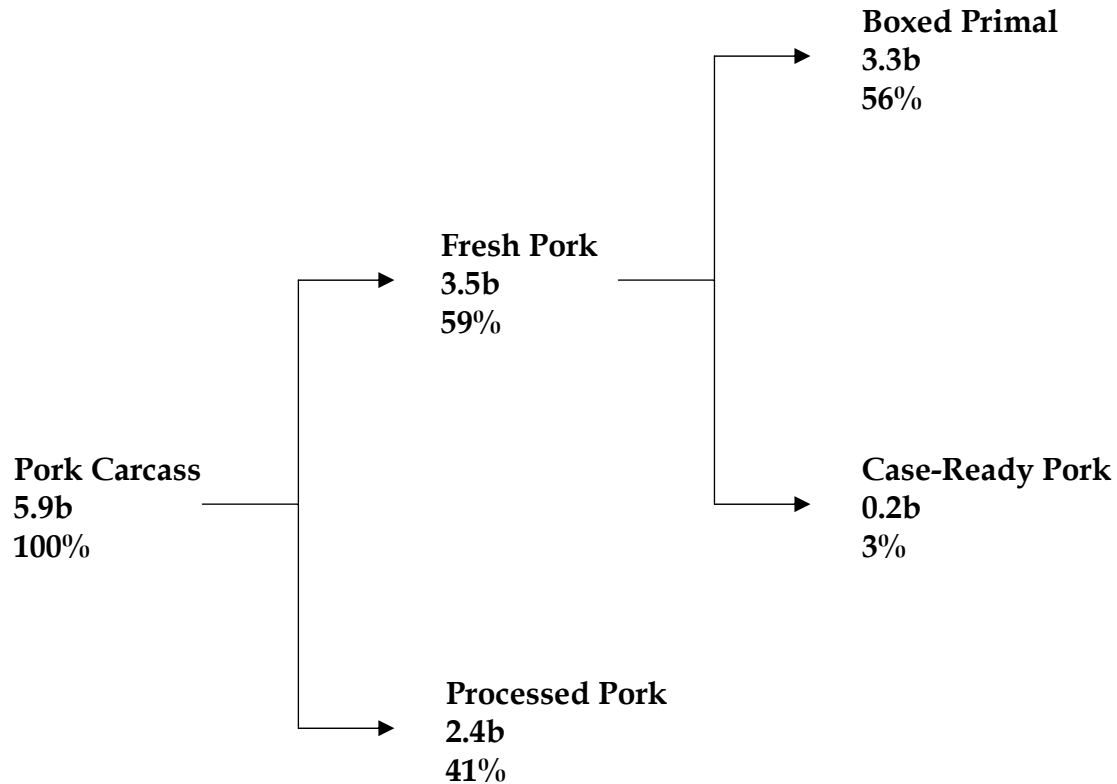 Boxed Primal
3.3b
56%
Fresh Pork
3.5b
59%
Pork Carcass
5.9b
100%
Case-Ready Pork
0.2b
3%
Processed Pork
2.4b
41%